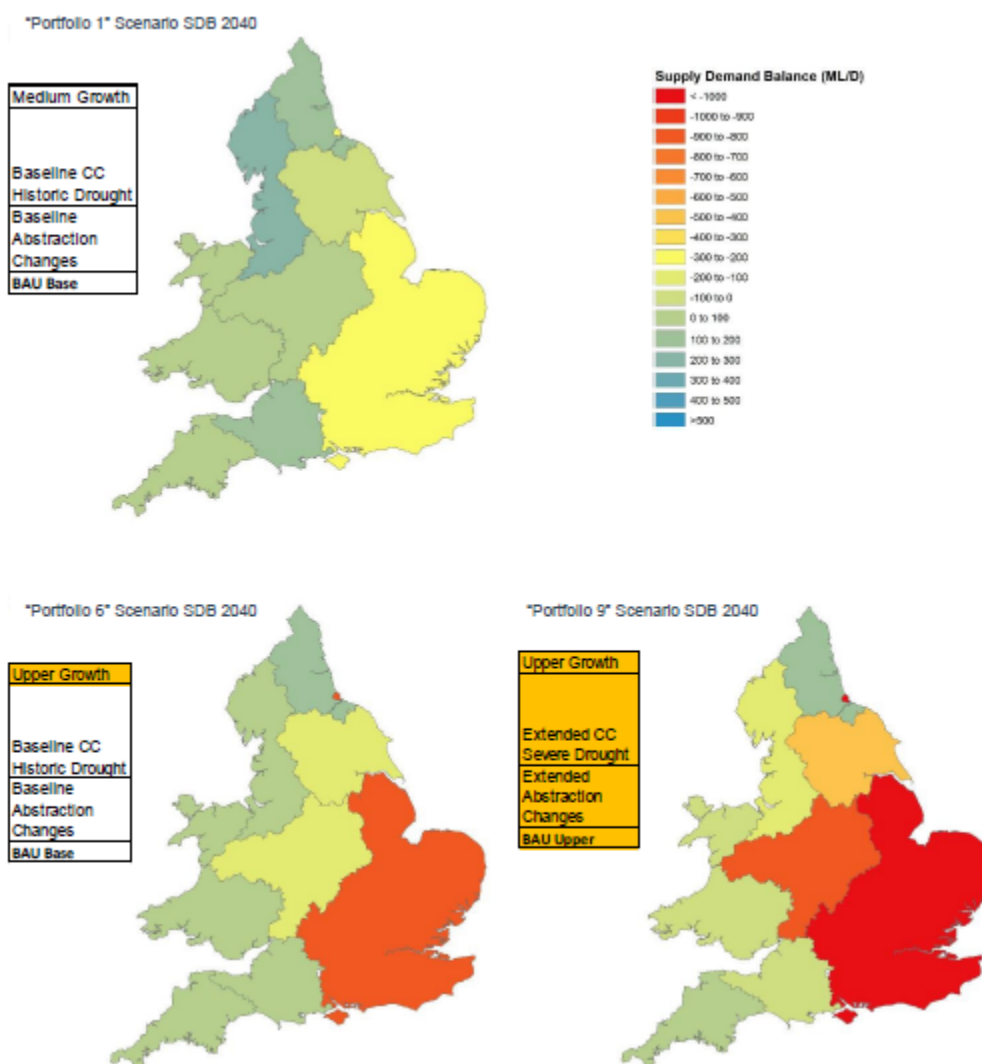 "Portfolio 1" Scenario SDB 2040
Medium Growth
Baseline CC
Historic Drought
Baseline
Abstraction
Changes
BAU Base
Supply Demand Balance (ML/D)
< -1000
-1000 to -900
-900 to -800
-800 to -700
-700 to -600
-600 to -500
-500 to -400
-400 to -300
-300 to -200
-200 to -100
-100 to 0
0 to 100
100 to 200
200 to 300
300 to 400
400 to 500
>500
"Portfolio 6" Scenario SDB 2040
Upper Growth
Baseline CC
Historic Drought
Baseline
Abstraction
Changes
BAU Base
"Portfolio 9" Scenario SDB 2040
Upper Growth
Extended CC
Severe Drought
Extended
Abstraction
Changes
BAU Upper